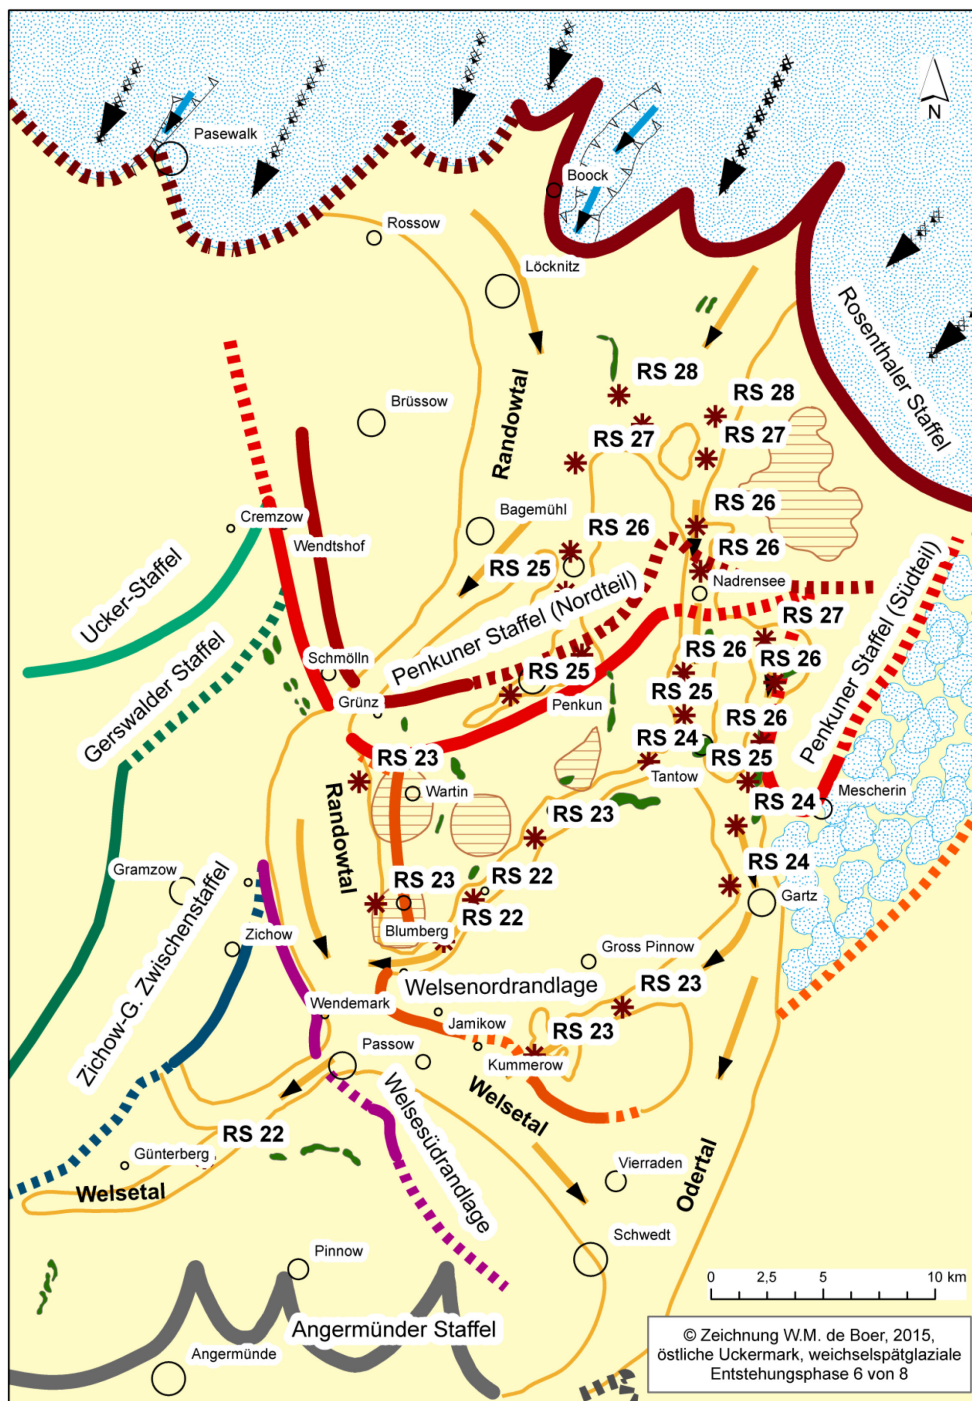 N
Pasewalk
Boock
Rossow
Löcknitz
Rosenthaler Staffel
RS 28
Randowtal
Brüssow
RS 28
RS 27
RS 27
Bagemühl
Cremzow
RS 26
RS 26
Wendtshof
Ucker-Staffel
RS 25
RS 26
Nadrensee
Penkuner Staffel (Nordteil)
RS 27
Penkuner Staffel (Südteil)
Gerswalder Staffel
Schmölln
RS 26
RS 26
RS 25
Grünz
Penkun
RS 25
RS 26
RS 24
RS 23
RS 25
Tantow
Wartin
Mescherin
RS 24
Randowtal
RS 23
Gramzow
RS 24
RS 23
RS 22
Gartz
Zichow-G. Zwischenstaffel
RS 22
Blumberg
Zichow
Gross Pinnow
Welsenordrandlage
RS 23
Wendemark
Jamikow
RS 23
Passow
Kummerow
Welsetal
RS 22
Welsesüdrandlage
Günterberg
Vierraden
Odertal
Welsetal
Schwedt
Pinnow
0 2,5 5 10 km
Angermünder Staffel
Angermünde
© Zeichnung W.M. de Boer, 2015,
östliche Uckermark, weichselspätglaziale
Entstehungsphase 6 von 8